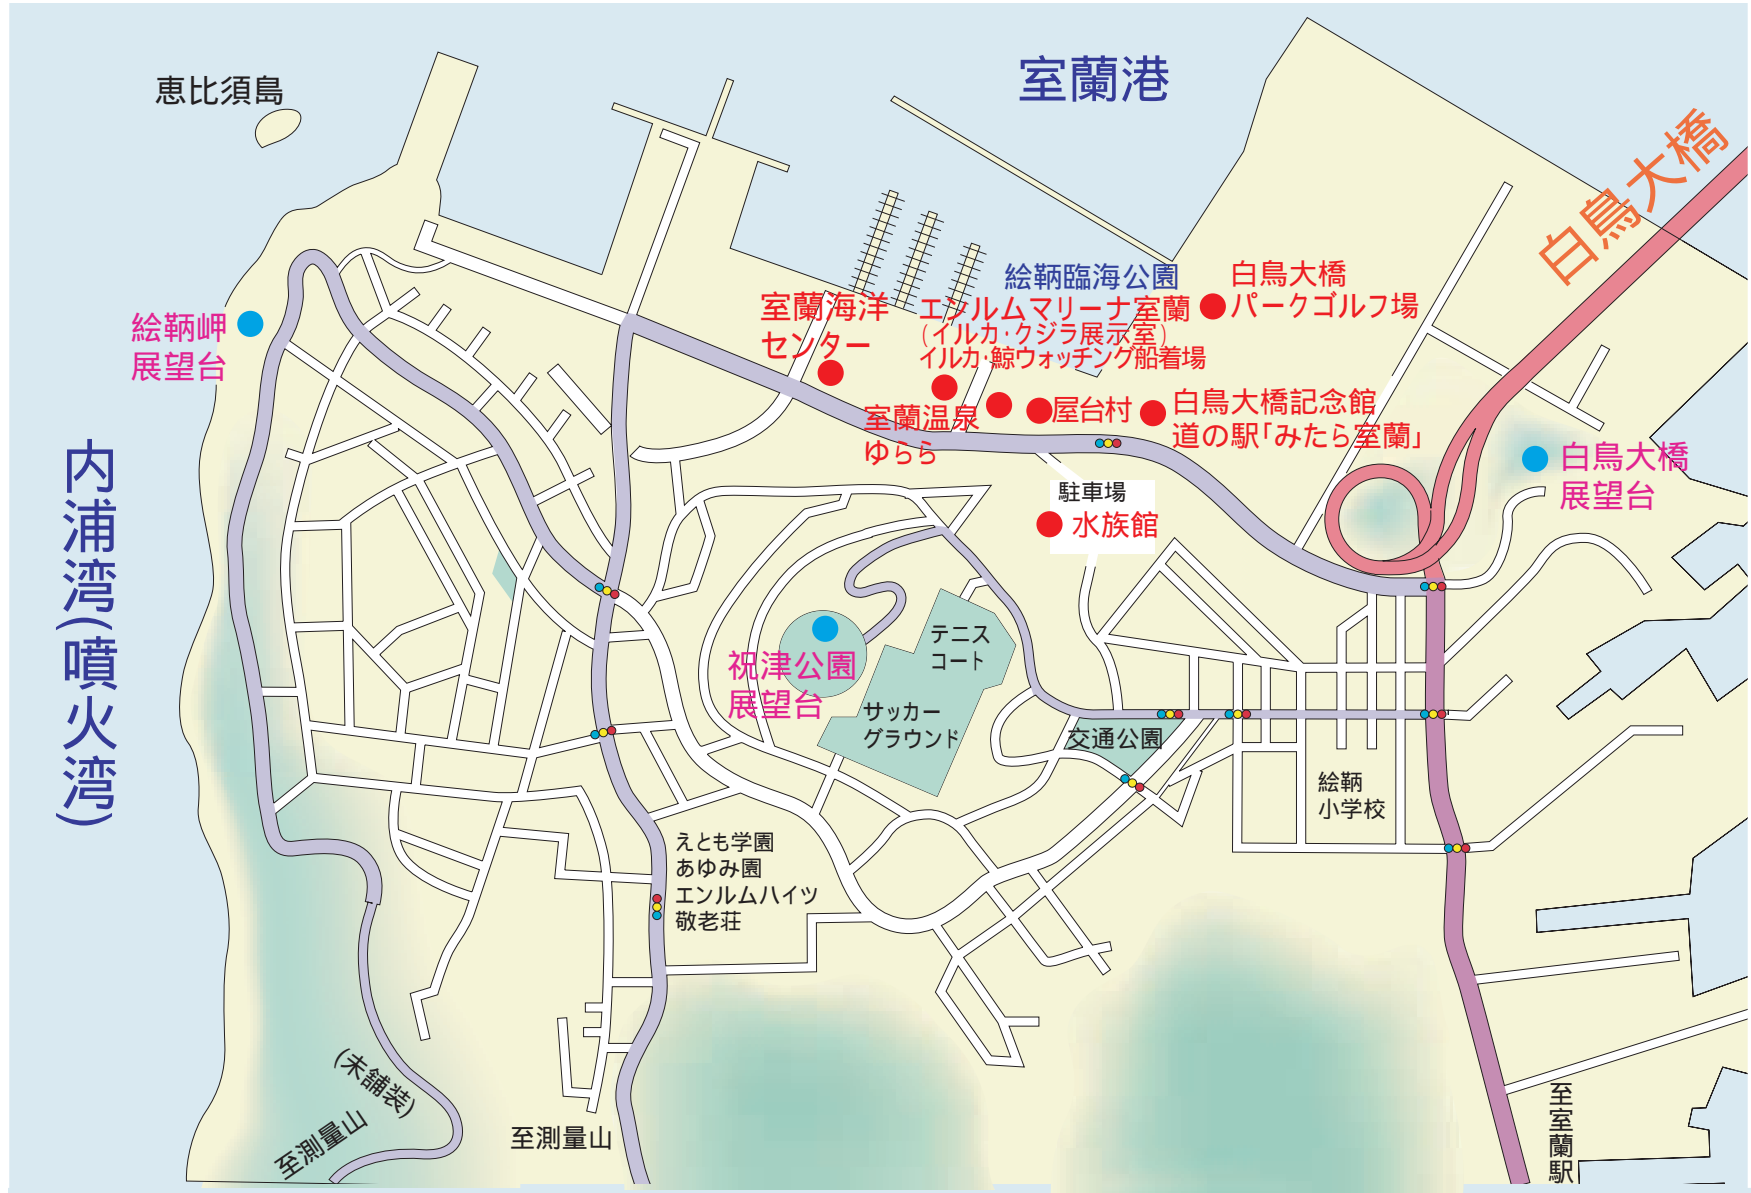 恵比須島
室蘭港
白鳥大橋
絵鞆臨海公園
白鳥大橋
パークゴルフ場
室蘭海洋
センター
エンルムマリーナ室蘭
(イルカ・クジラ展示室)
イルカ・鯨ウォッチング船着場
絵鞆岬
展望台
室蘭温泉
ゆらら
屋台村
白鳥大橋記念館
道の駅「みたら室蘭」
白鳥大橋
展望台
駐車場
水族館
内浦湾(噴火湾)
テニス
コート
祝津公園
展望台
サッカー
グラウンド
交通公園
絵鞆
小学校
えとも学園
あゆみ園
エンルムハイツ
敬老荘
(未舗装)
至測量山
至測量山
至室蘭駅